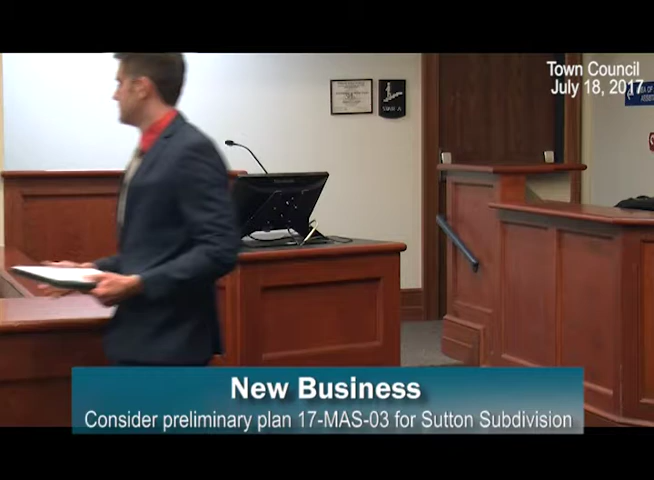 Town Council
July 18, 2017
New Business
Consider preliminary plan 17-MAS-03 for Sutton Subdivision